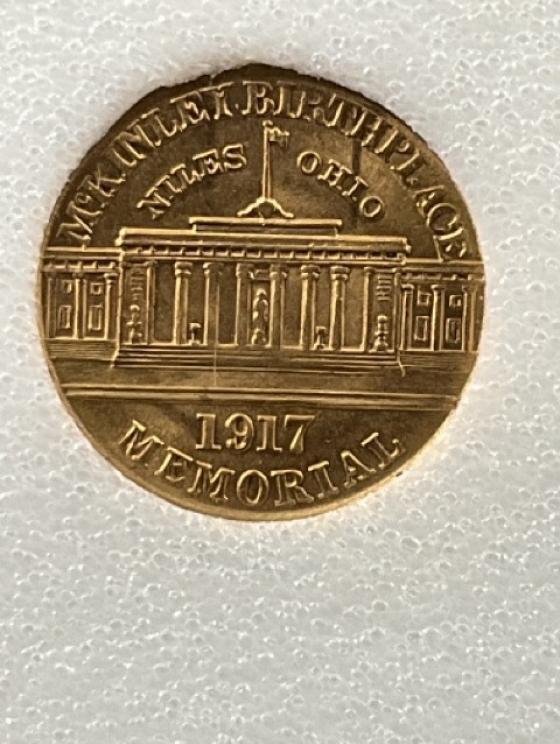 McKINLEY BIRTHPLACE
NILES OHIO
1917
MEMORIAL